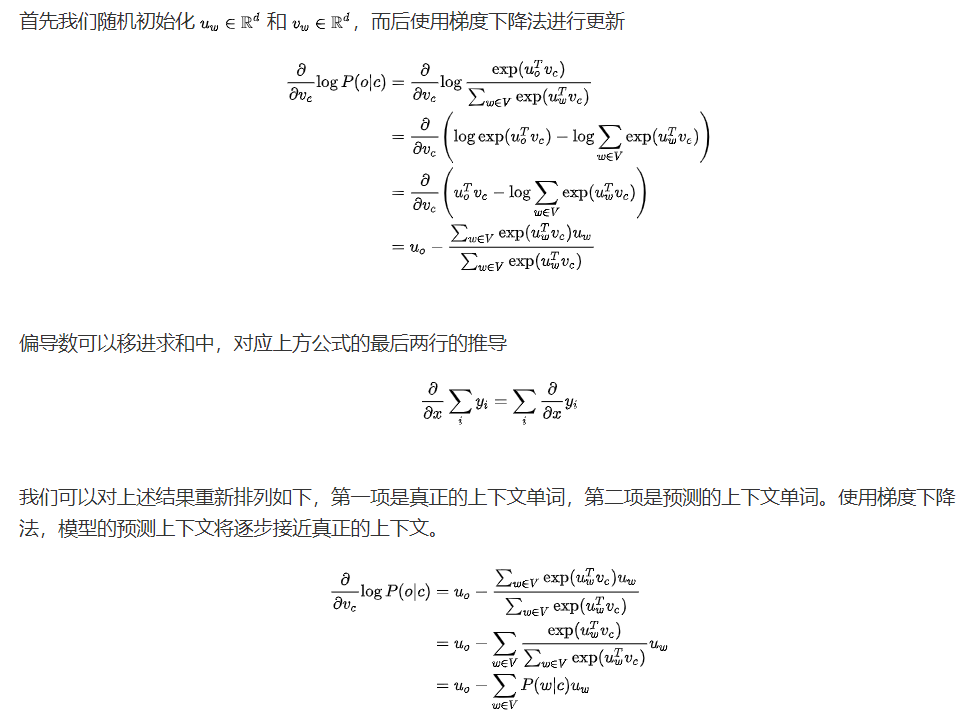 首先我们随机初始化 $u_w \in \mathbb{R}^d$ 和 $v_w \in \mathbb{R}^d$，而后使用梯度下降法进行更新
$\frac{\partial}{\partial v_c} \log P(o|c) = \frac{\partial}{\partial v_c} \log \frac{\exp(u_o^T v_c)}{\sum_{w \in V} \exp(u_w^T v_c)}$
$= \frac{\partial}{\partial v_c} \left( \log \exp(u_o^T v_c) - \log \sum_{w \in V} \exp(u_w^T v_c) \right)$
$= \frac{\partial}{\partial v_c} \left( u_o^T v_c - \log \sum_{w \in V} \exp(u_w^T v_c) \right)$
$= u_o - \frac{\sum_{w \in V} \exp(u_w^T v_c) u_w}{\sum_{w \in V} \exp(u_w^T v_c)}$
偏导数可以移进求和中，对应上方公式的最后两行的推导
$\frac{\partial}{\partial x} \sum_i y_i = \sum_i \frac{\partial}{\partial x} y_i$
我们可以对上述结果重新排列如下，第一项是真正的上下文单词，第二项是预测的上下文单词。使用梯度下降
法，模型的预测上下文将逐步接近真正的上下文。
$\frac{\partial}{\partial v_c} \log P(o|c) = u_o - \frac{\sum_{w \in V} \exp(u_w^T v_c) u_w}{\sum_{w \in V} \exp(u_w^T v_c)}$
$= u_o - \sum_{w \in V} \frac{\exp(u_w^T v_c)}{\sum_{w \in V} \exp(u_w^T v_c)} u_w$
$= u_o - \sum_{w \in V} P(w|c) u_w$